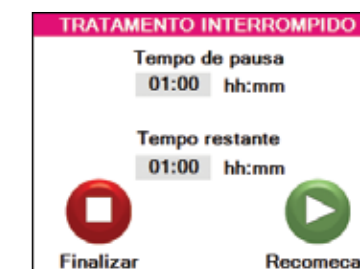 TRATAMENTO INTERROMPIDO
Tempo de pausa
01:00 hh:mm
Tempo restante
01:00 hh:mm
Finalizar Recomeca